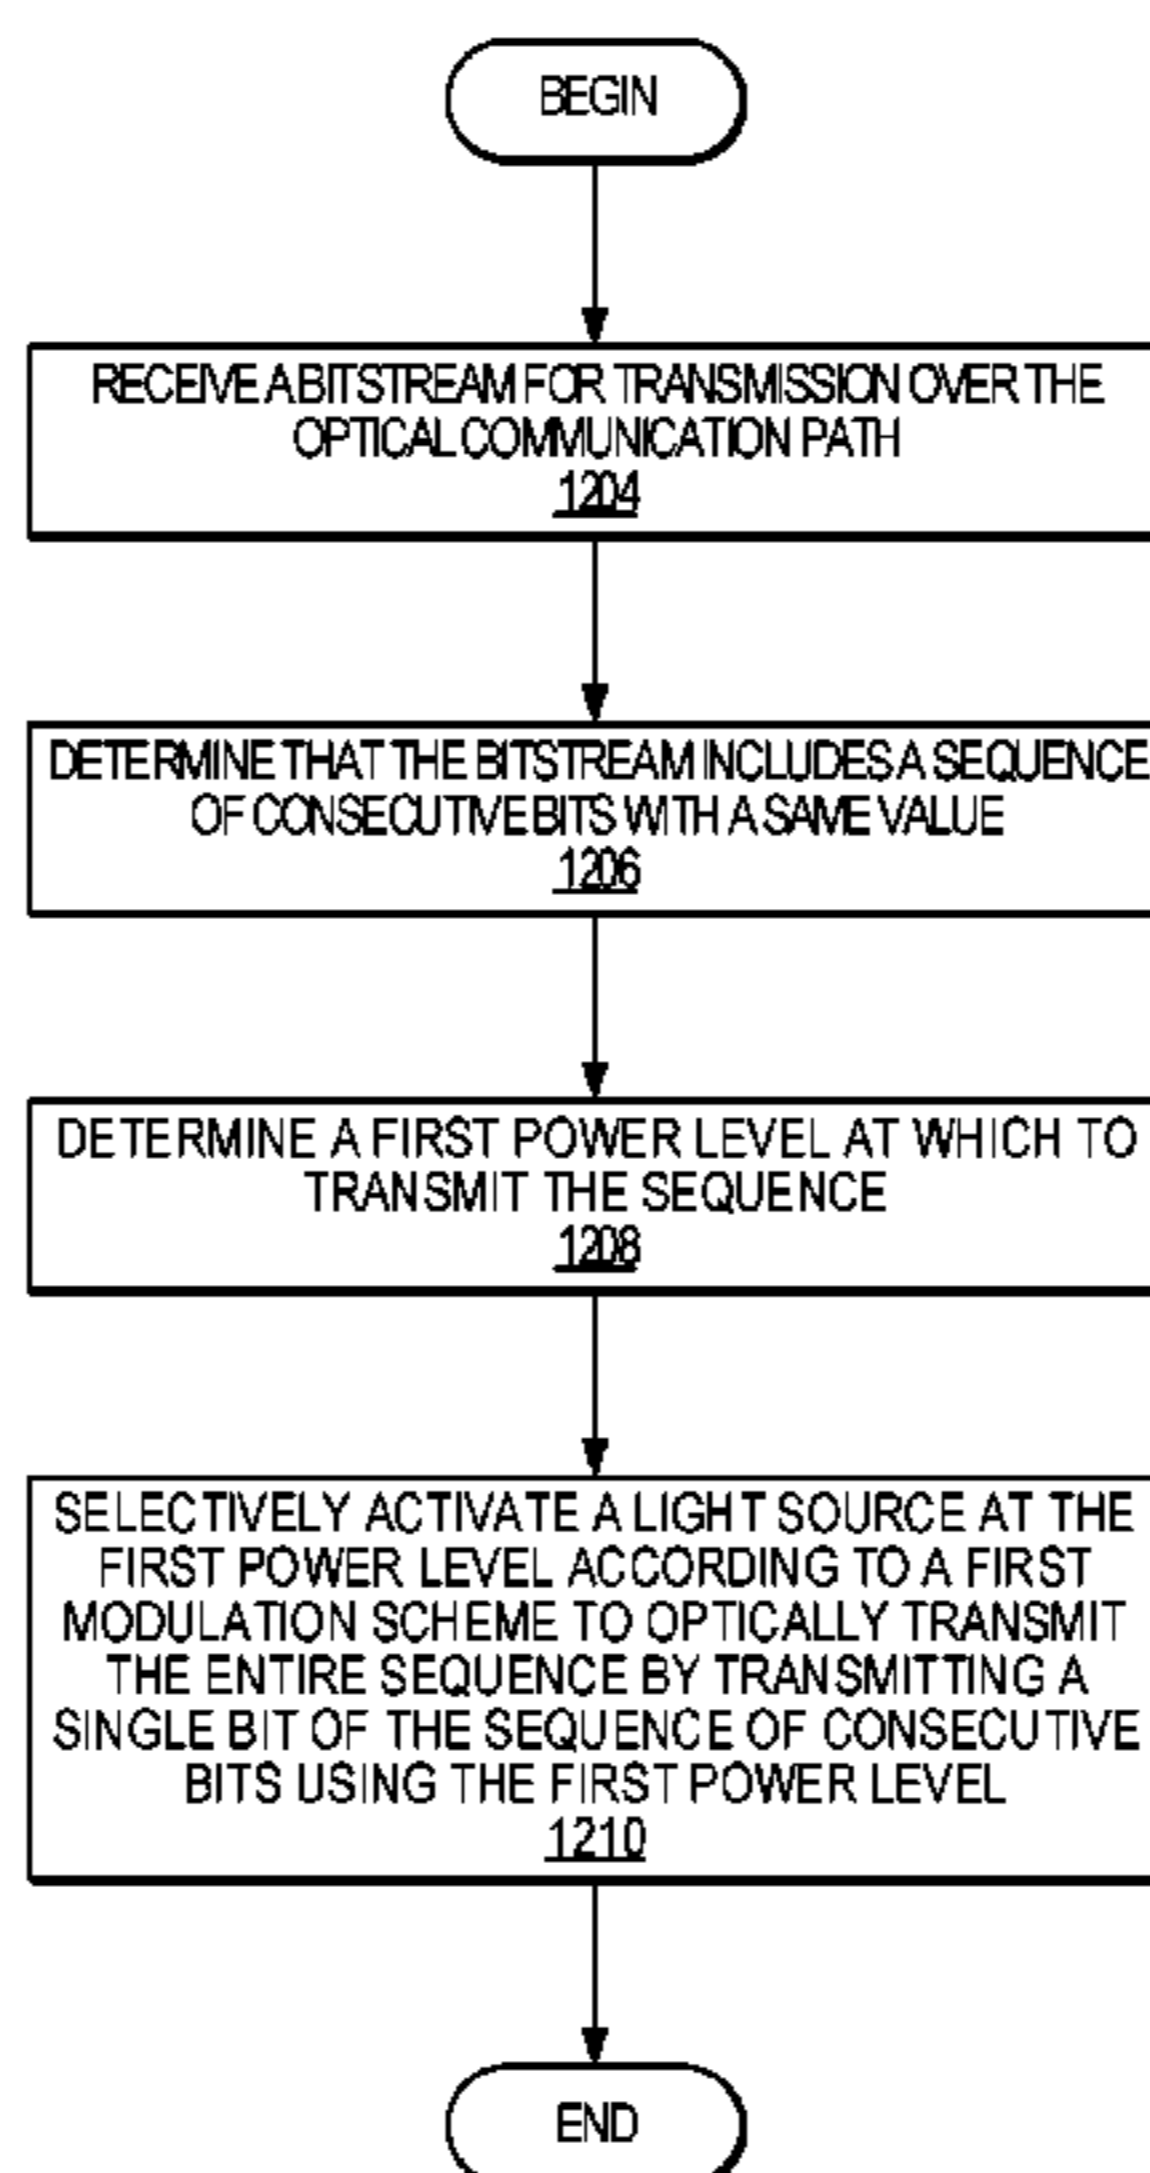 BEGIN
RECEIVE A BITSTREAM FOR TRANSMISSION OVER THE
OPTICAL COMMUNICATION PATH
1204
DETERMINE THAT THE BITSTREAM INCLUDES A SEQUENCE
OF CONSECUTIVE BITS WITH A SAME VALUE
1206
DETERMINE A FIRST POWER LEVEL AT WHICH TO
TRANSMIT THE SEQUENCE
1208
SELECTIVELY ACTIVATE A LIGHT SOURCE AT THE
FIRST POWER LEVEL ACCORDING TO A FIRST
MODULATION SCHEME TO OPTICALLY TRANSMIT
THE ENTIRE SEQUENCE BY TRANSMITTING A
SINGLE BIT OF THE SEQUENCE OF CONSECUTIVE
BITS USING THE FIRST POWER LEVEL
1210
END